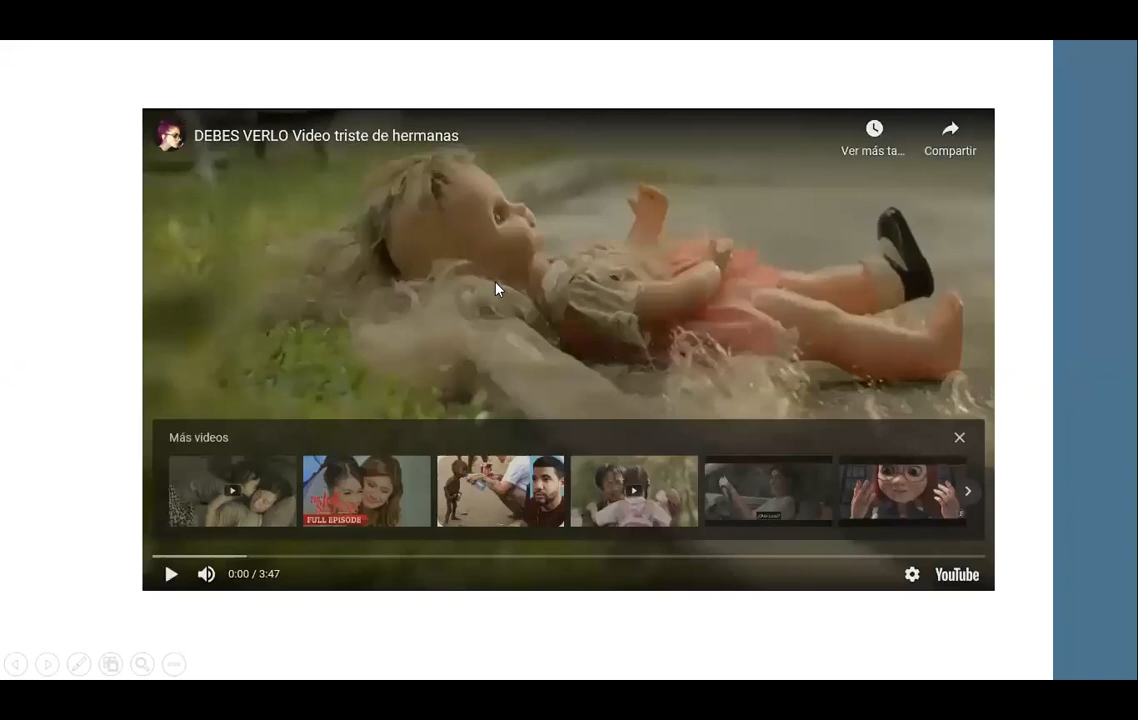 DEBES VERLO Video triste de hermanas
Ver más ta...
Compartir
Más videos
FULL EPISODE
0:00 / 3:47
YouTube